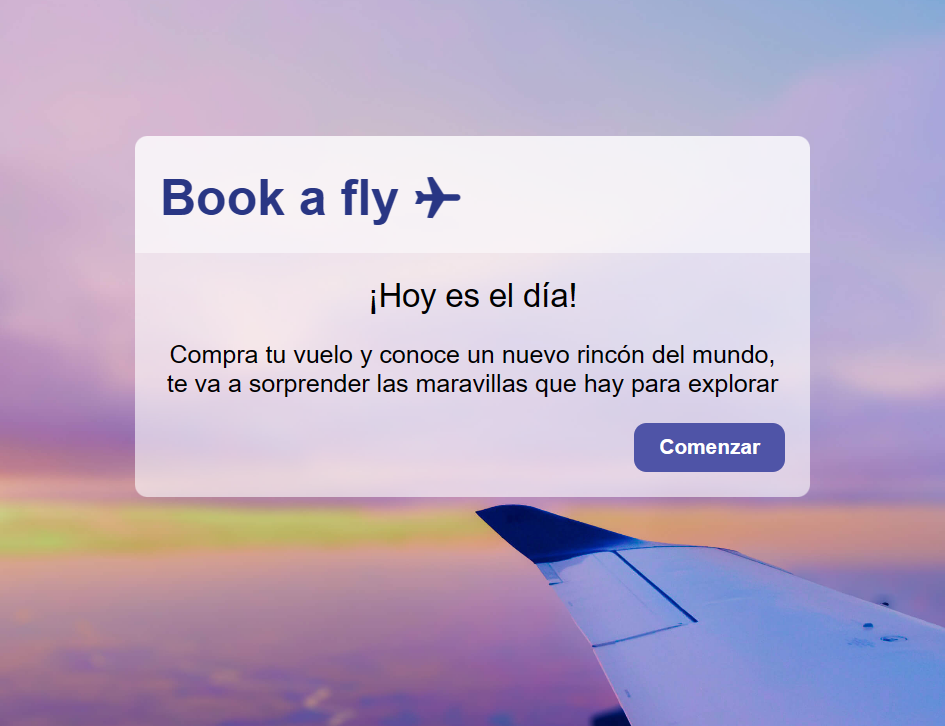 Book a fly
¡Hoy es el día!
Compra tu vuelo y conoce un nuevo rincón del mundo,
te va a sorprender las maravillas que hay para explorar
Comenzar